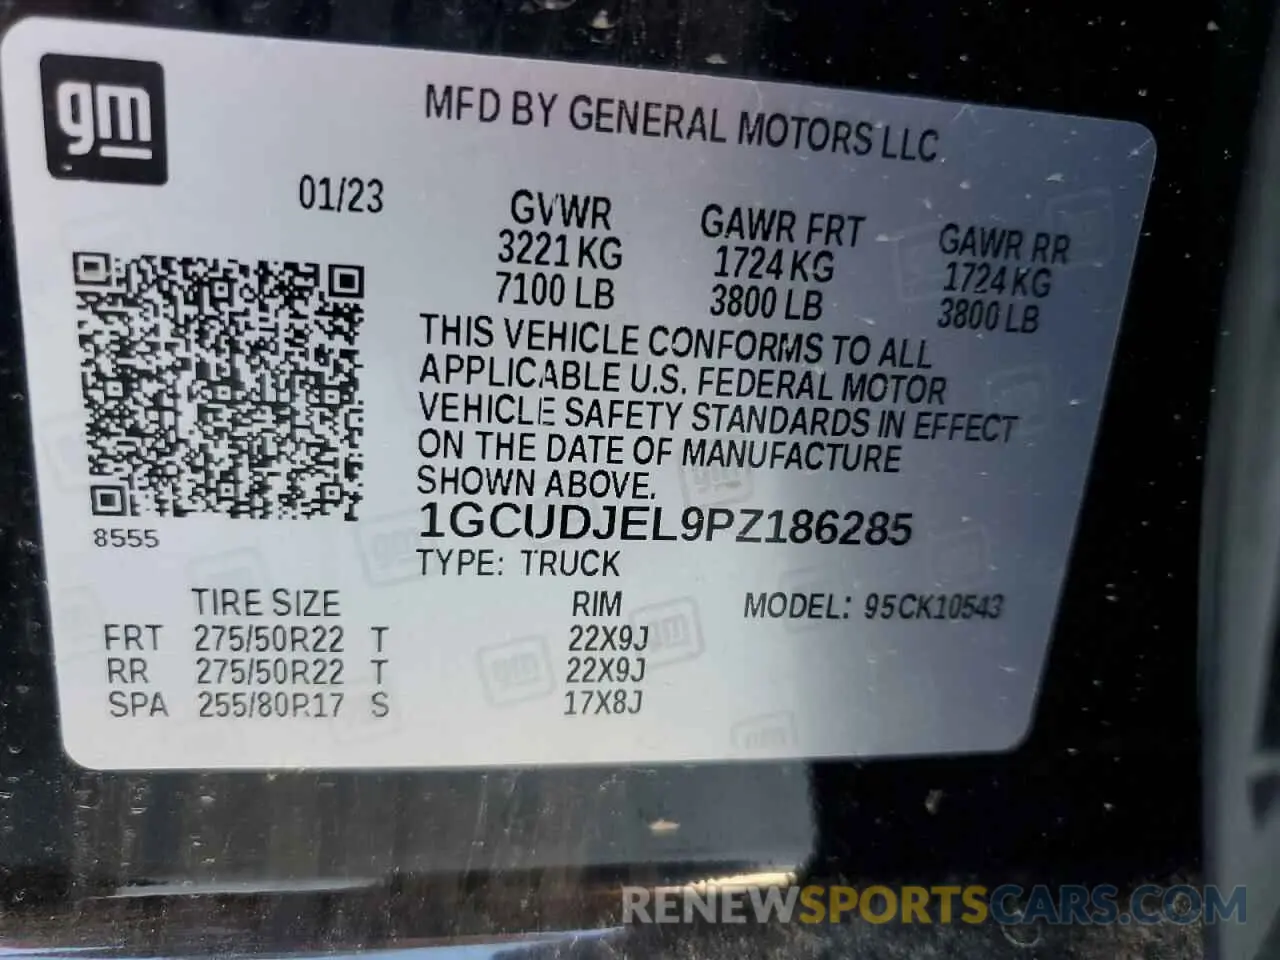 gm
MFD BY GENERAL MOTORS LLC
01/23
GVWR GAWR FRT GAWR RR
3221 KG 1724 KG 1724 KG
7100 LB 3800 LB 3800 LB
THIS VEHICLE CONFORMS TO ALL
APPLICABLE U.S. FEDERAL MOTOR
VEHICLE SAFETY STANDARDS IN EFFECT
ON THE DATE OF MANUFACTURE
SHOWN ABOVE.
8555
1GCUDJEL9PZ186285
TYPE: TRUCK
TIRE SIZE RIM MODEL: 95CK10543
FRT 275/50R22 T 22X9J
RR 275/50R22 T 22X9J
SPA 255/80R17 S 17X8J
RENEWSPORTSCARS.COM